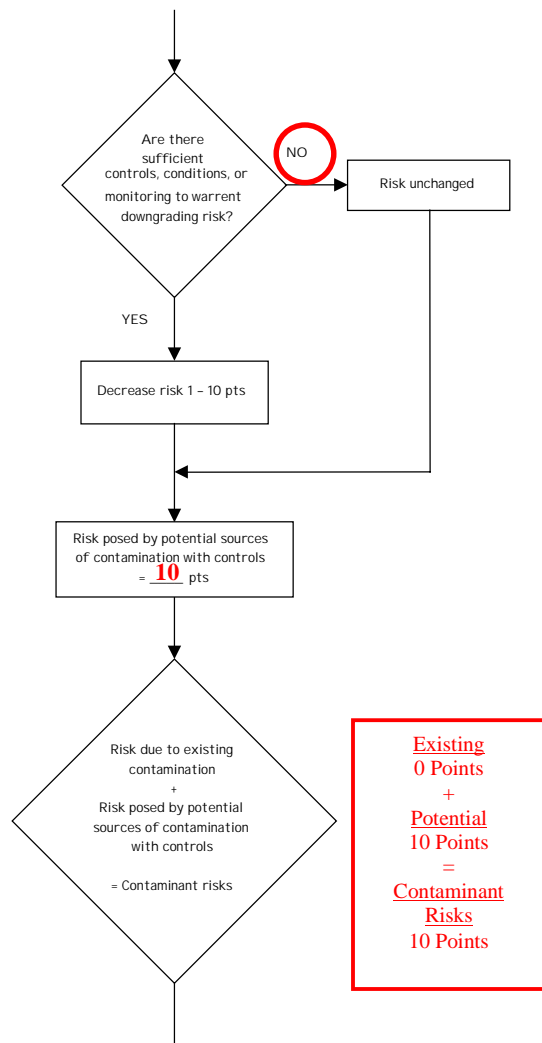 Are there
sufficient
controls, conditions, or
monitoring to warrent
downgrading risk?
NO
Risk unchanged
YES
Decrease risk 1 – 10 pts
Risk posed by potential sources
of contamination with controls
= 10 pts
Risk due to existing
contamination
+
Risk posed by potential
sources of contamination
with controls
= Contaminant risks
Existing
0 Points
+
Potential
10 Points
=
Contaminant
Risks
10 Points